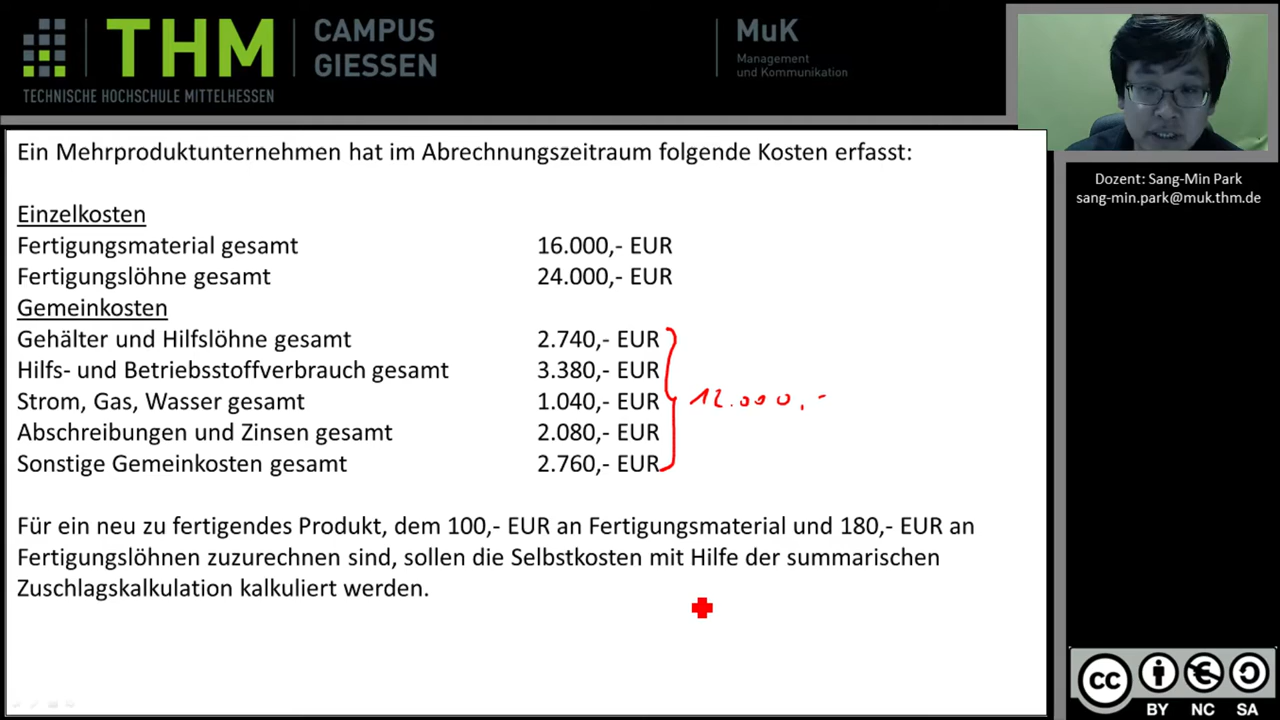 THM
TECHNISCHE HOCHSCHULE MITTELHESSEN
CAMPUS
GIESSEN
MuK
Management
und Kommunikation
Dozent: Sang-Min Park
sang-min.park@muk.thm.de
Ein Mehrproduktunternehmen hat im Abrechnungszeitraum folgende Kosten erfasst:
Einzelkosten
Fertigungsmaterial gesamt 16.000,- EUR
Fertigungslöhne gesamt 24.000,- EUR
Gemeinkosten
Gehälter und Hilfslöhne gesamt 2.740,- EUR
Hilfs- und Betriebsstoffverbrauch gesamt 3.380,- EUR
Strom, Gas, Wasser gesamt 1.040,- EUR 12.000,-
Abschreibungen und Zinsen gesamt 2.080,- EUR
Sonstige Gemeinkosten gesamt 2.760,- EUR
Für ein neu zu fertigendes Produkt, dem 100,- EUR an Fertigungsmaterial und 180,- EUR an
Fertigungslöhnen zuzurechnen sind, sollen die Selbstkosten mit Hilfe der summarischen
Zuschlagskalkulation kalkuliert werden.
CC
BY NC SA